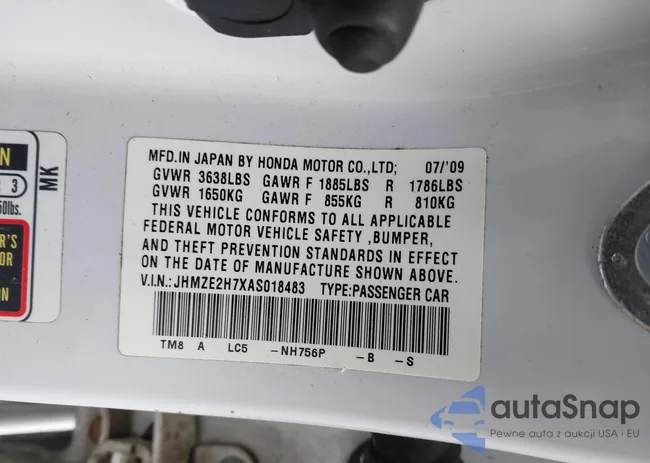 MFD.IN JAPAN BY HONDA MOTOR CO.,LTD; 07/'09
GVWR 3638LBS GAWR F 1885LBS R 1786LBS
GVWR 1650KG GAWR F 855KG R 810KG
THIS VEHICLE CONFORMS TO ALL APPLICABLE
FEDERAL MOTOR VEHICLE SAFETY ,BUMPER,
AND THEFT PREVENTION STANDARDS IN EFFECT
ON THE DATE OF MANUFACTURE SHOWN ABOVE.
V.I.N.:JHMZE2H7XAS018483 TYPE:PASSENGER CAR
TM8 A LC5 -NH756P -B -S
MK
3
50lbs.
autaSnap
Pewne auta z aukcji USA i EU